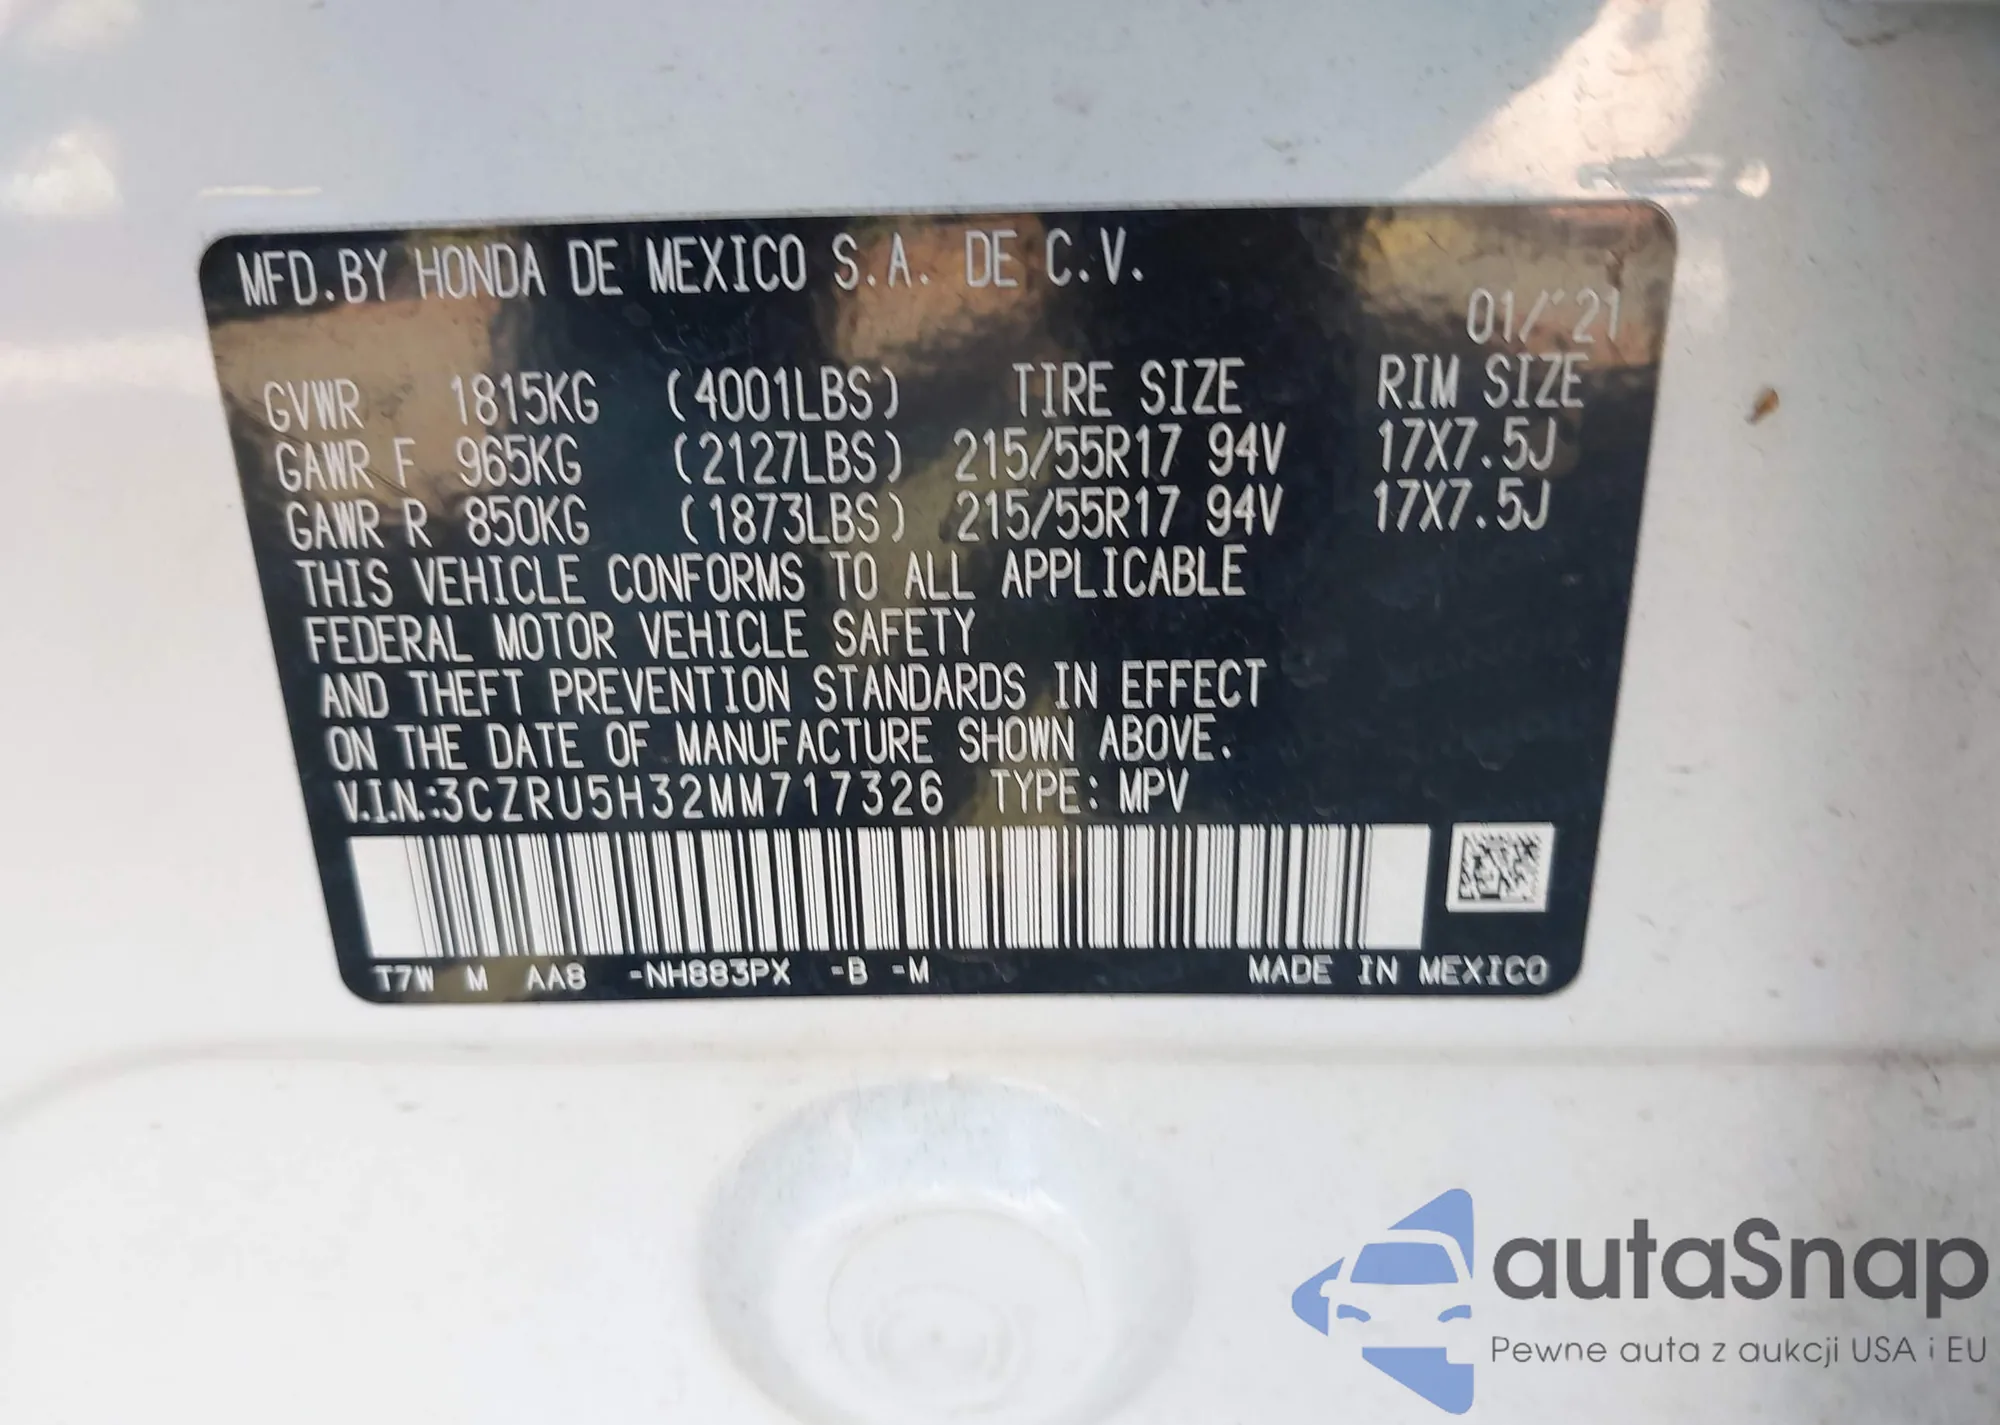 MFD.BY HONDA DE MEXICO S.A. DE C.V.
01/'21
GVWR 1815KG (4001LBS) TIRE SIZE RIM SIZE
GAWR F 965KG (2127LBS) 215/55R17 94V 17X7.5J
GAWR R 850KG (1873LBS) 215/55R17 94V 17X7.5J
THIS VEHICLE CONFORMS TO ALL APPLICABLE
FEDERAL MOTOR VEHICLE SAFETY
AND THEFT PREVENTION STANDARDS IN EFFECT
ON THE DATE OF MANUFACTURE SHOWN ABOVE.
V.I.N.:3CZRU5H32MM717326 TYPE: MPV
T7W M AA8 -NH883PX -B -M MADE IN MEXICO
autaSnap
Pewne auta z aukcji USA i EU